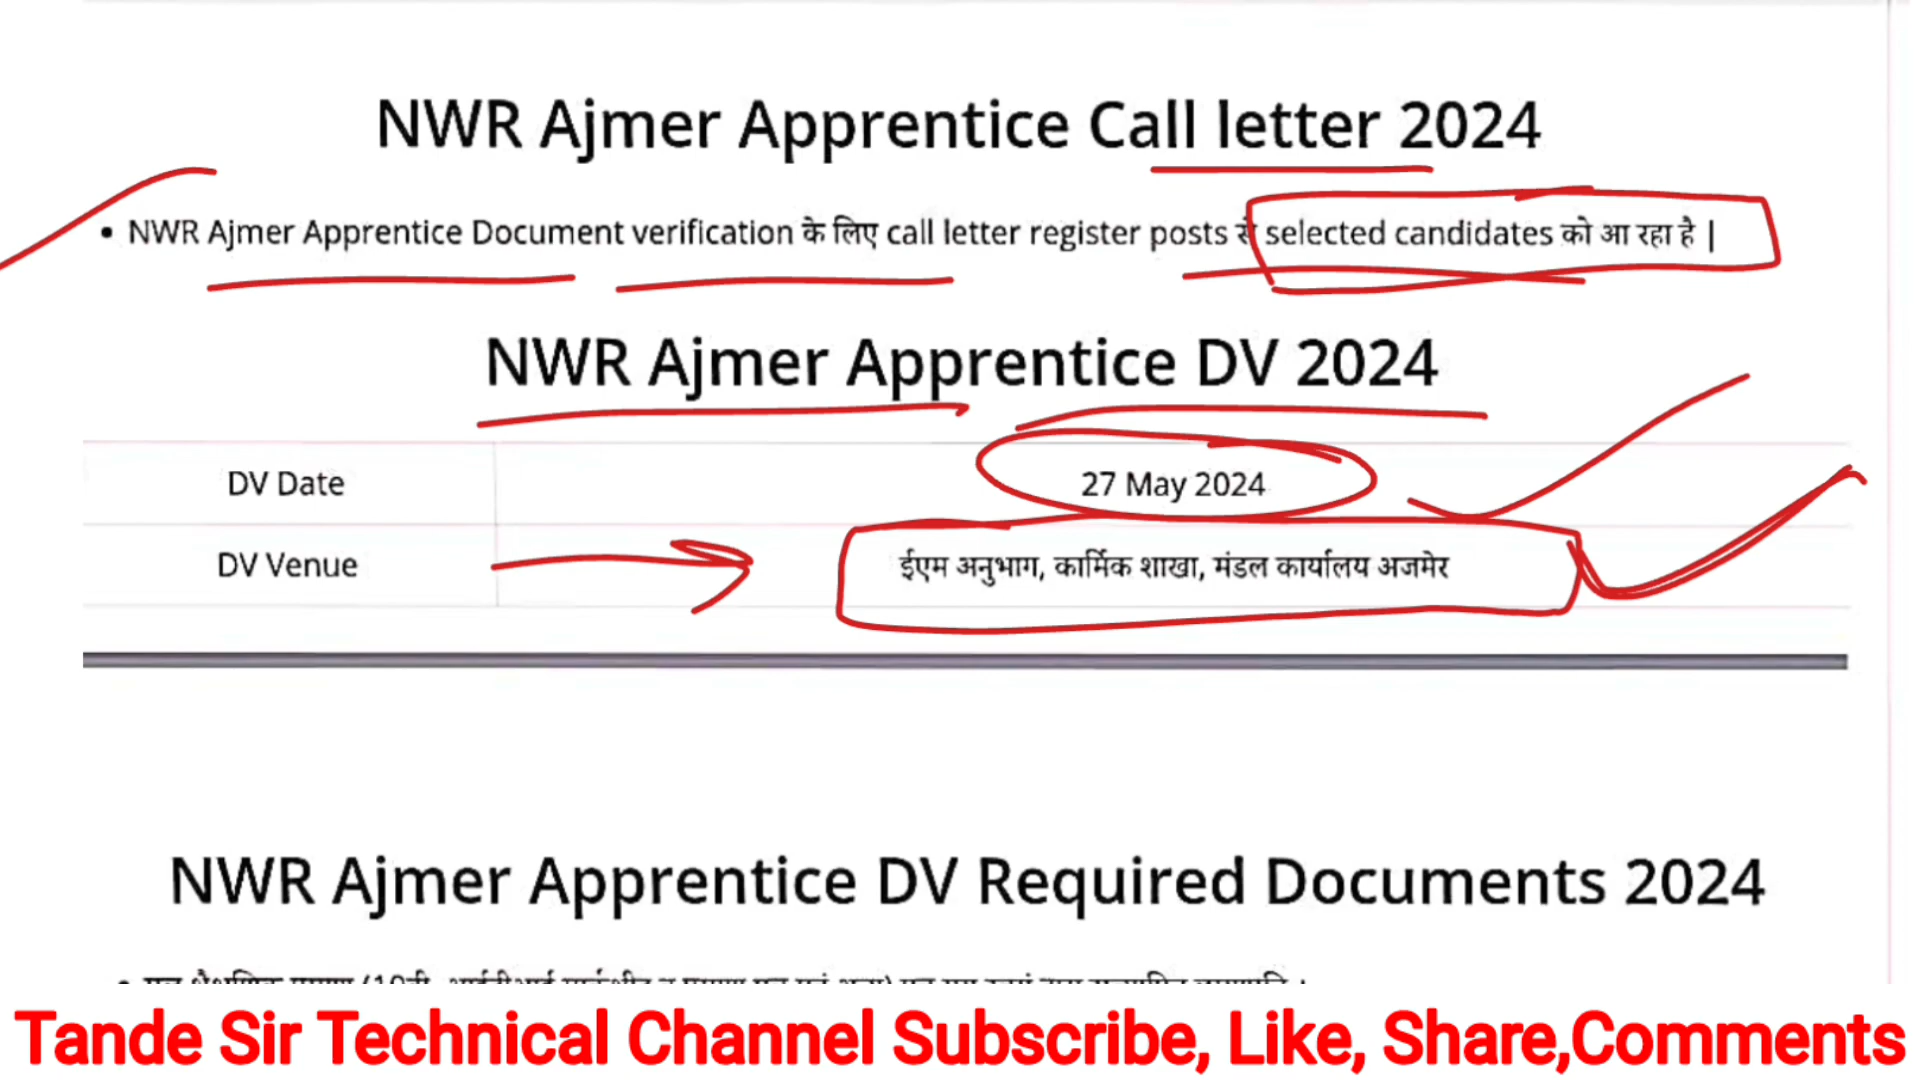 NWR Ajmer Apprentice Call letter 2024
• NWR Ajmer Apprentice Document verification के लिए call letter register posts से selected candidates को आ रहा है |
NWR Ajmer Apprentice DV 2024
DV Date 27 May 2024
DV Venue ईएम अनुभाग, कार्मिक शाखा, मंडल कार्यालय अजमेर
NWR Ajmer Apprentice DV Required Documents 2024
Tande Sir Technical Channel Subscribe, Like, Share,Comments